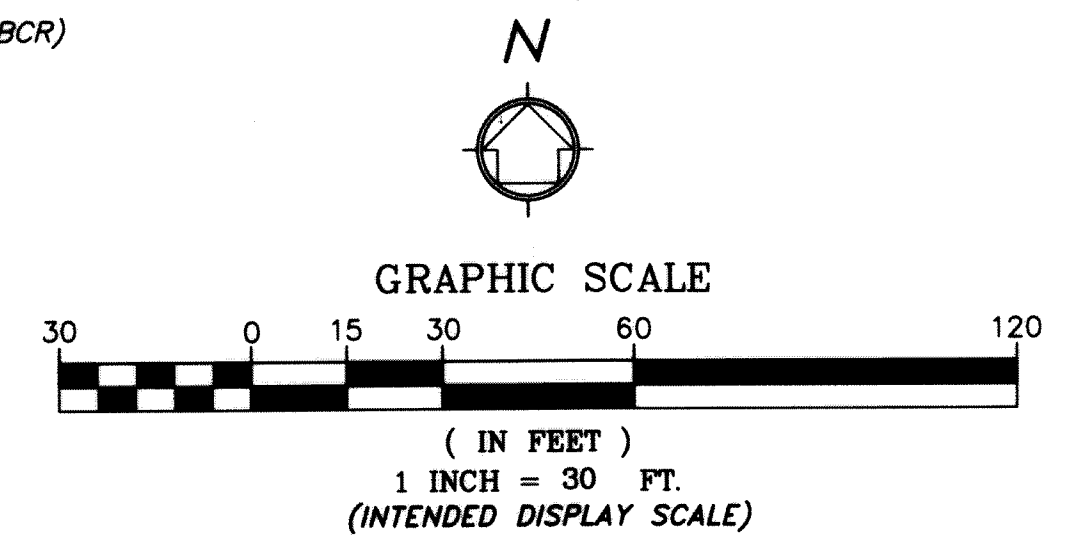 BCR)
N
GRAPHIC SCALE
30 0 15 30 60 120
( IN FEET )
1 INCH = 30 FT.
(INTENDED DISPLAY SCALE)